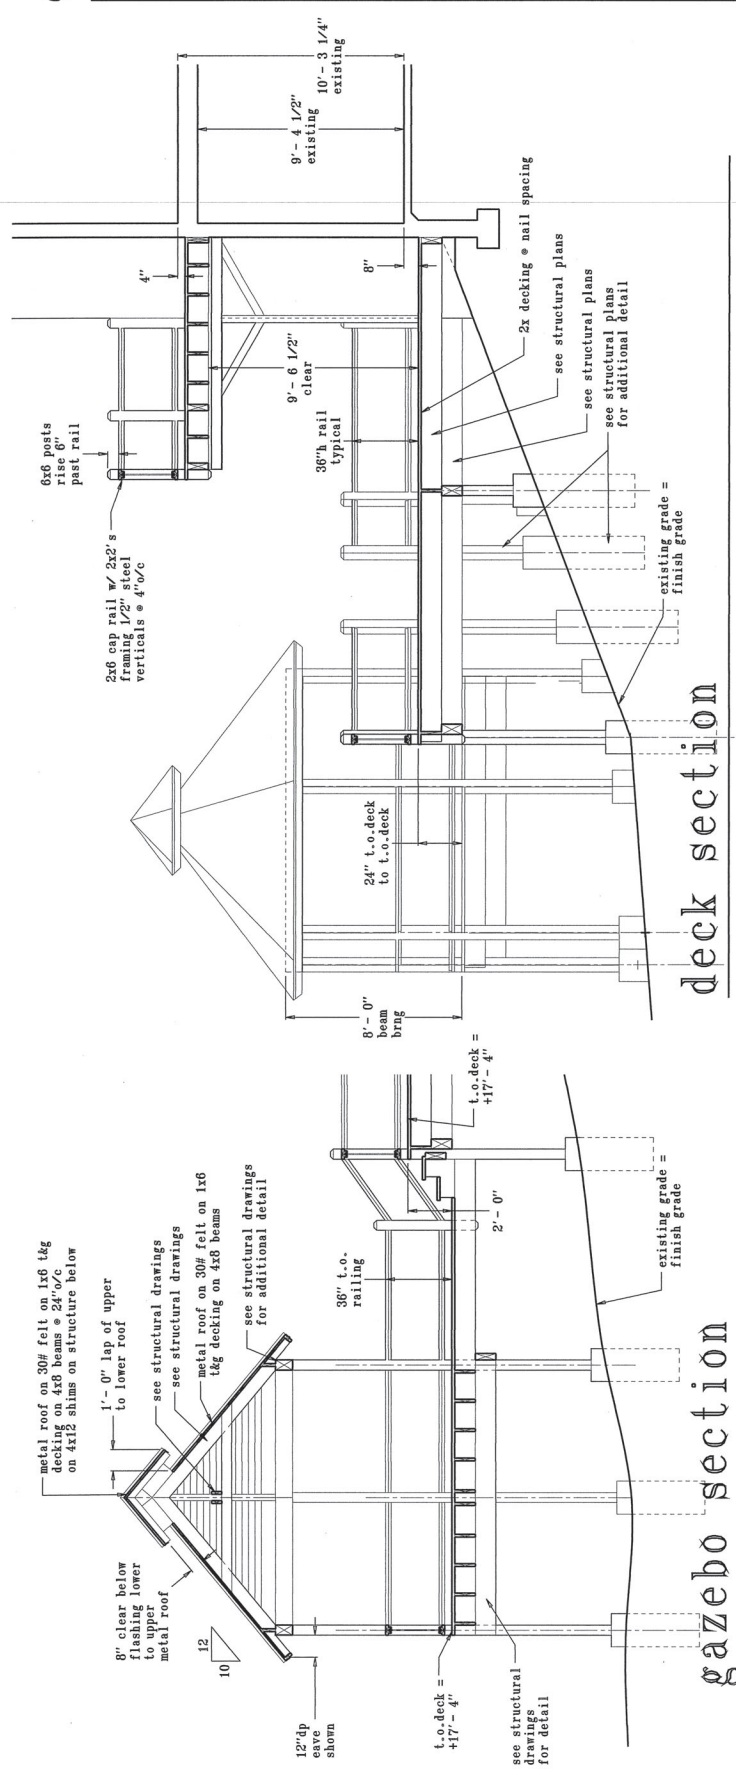 metal roof on 30# felt on 1x6 t&g
decking on 4x8 beams @ 24"o/c
on 4x12 shims on structure below
1'- 0" lap of upper
to lower roof
see structural drawings
see structural drawings
metal roof on 30# felt on 1x6
t&g decking on 4x8 beams
see structural drawings
for additional detail
8" clear below
flashing lower
to upper
metal roof
12
10
12"dp
eave
shown
36" t.o.
railing
2'- 0"
t.o.deck =
+17'- 4"
t.o.deck =
+17'- 4"
existing grade =
finish grade
see structural
drawings
for detail
gazebo section
6x6 posts
rise 6"
past rail
2x6 cap rail w/ 2x2's
framing 1/2" steel
verticals @ 4"o/c
4"
10'- 3 1/4"
existing
9'- 4 1/2"
existing
9'- 6 1/2"
clear
8"
36"h rail
typical
24" t.o.deck
to t.o.deck
8'- 0"
beam
brng
2x decking @ nail spacing
see structural plans
see structural plans
see structural plans
for additional detail
existing grade =
finish grade
deck section